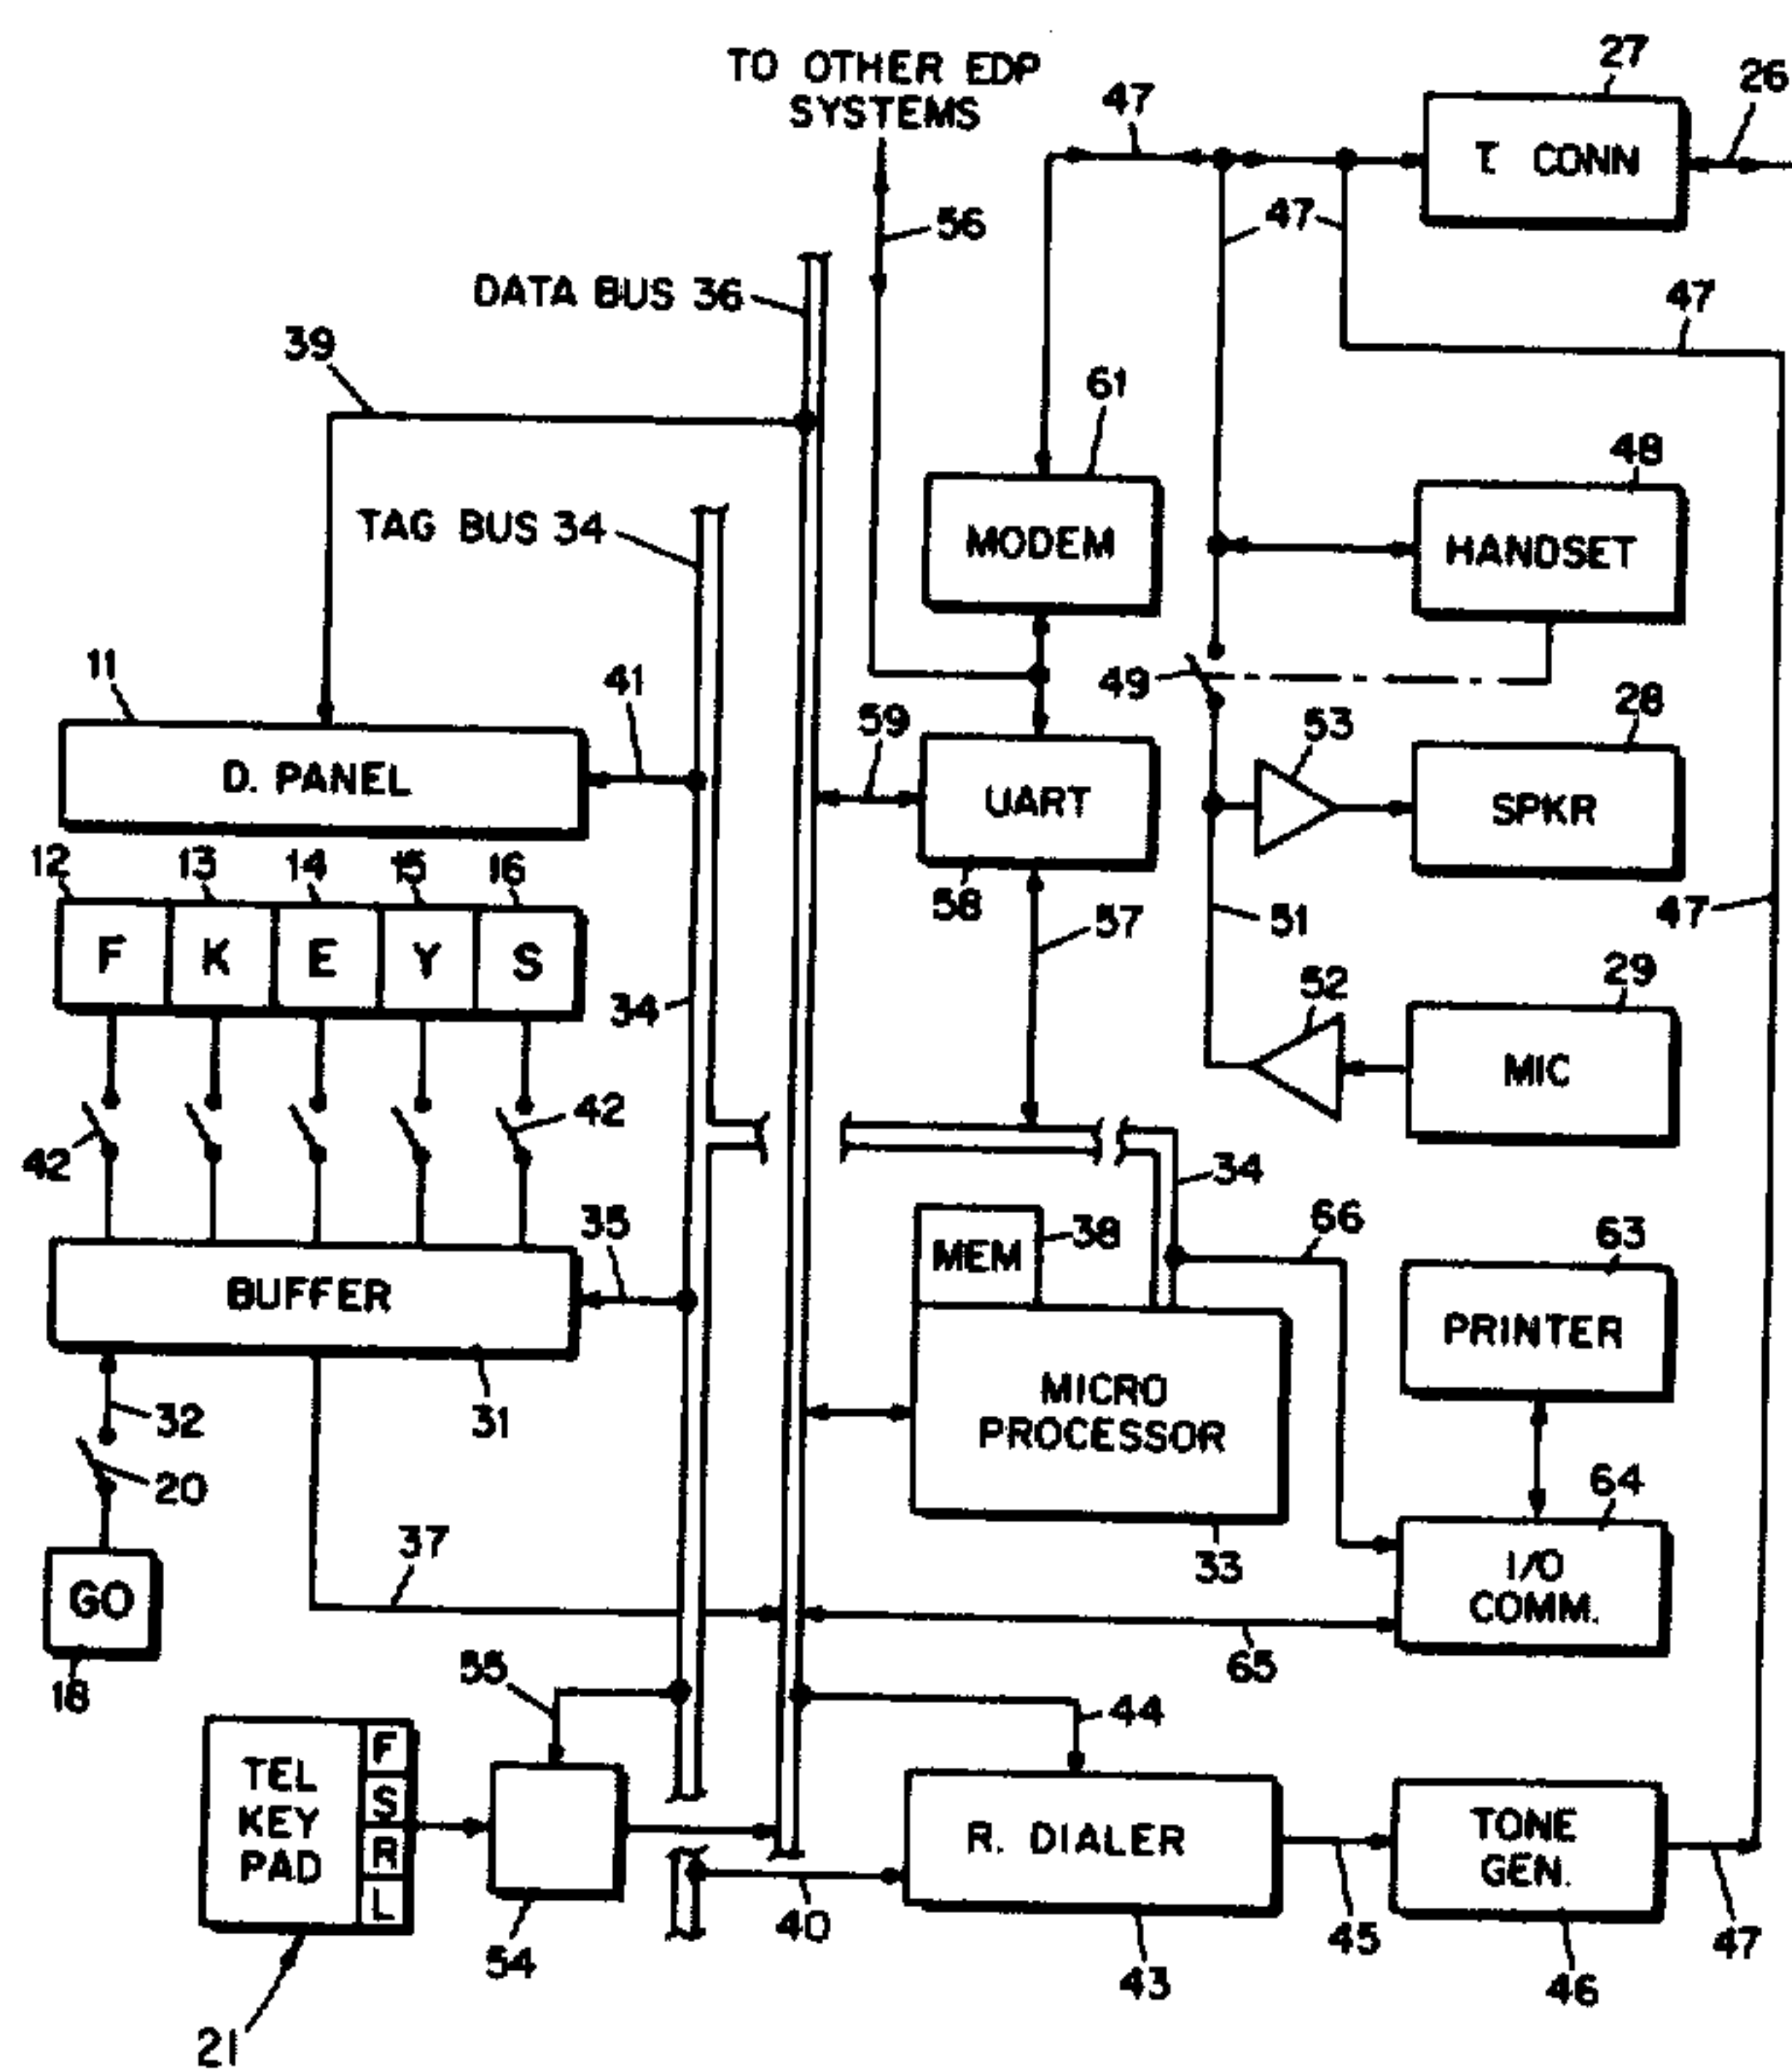 TO OTHER EDP
SYSTEMS
27
26
47
T CONN
47
56
DATA BUS 36
47
39
61
48
TAG BUS 34
MODEM
HANDSET
11
41
49
28
59
53
D. PANEL
UART
SPKR
12 13 14 15 16
58
57
51
47
F K E Y S
29
34
52
MIC
42
42
34
35
66
63
MEM
38
BUFFER
PRINTER
MICRO
PROCESSOR
32
31
20
64
37
33
I/O
COMM.
GO
18
55
65
44
TEL
KEY
PAD
F
S
R
L
R. DIALER
TONE
GEN.
54
40
45
47
43
46
21